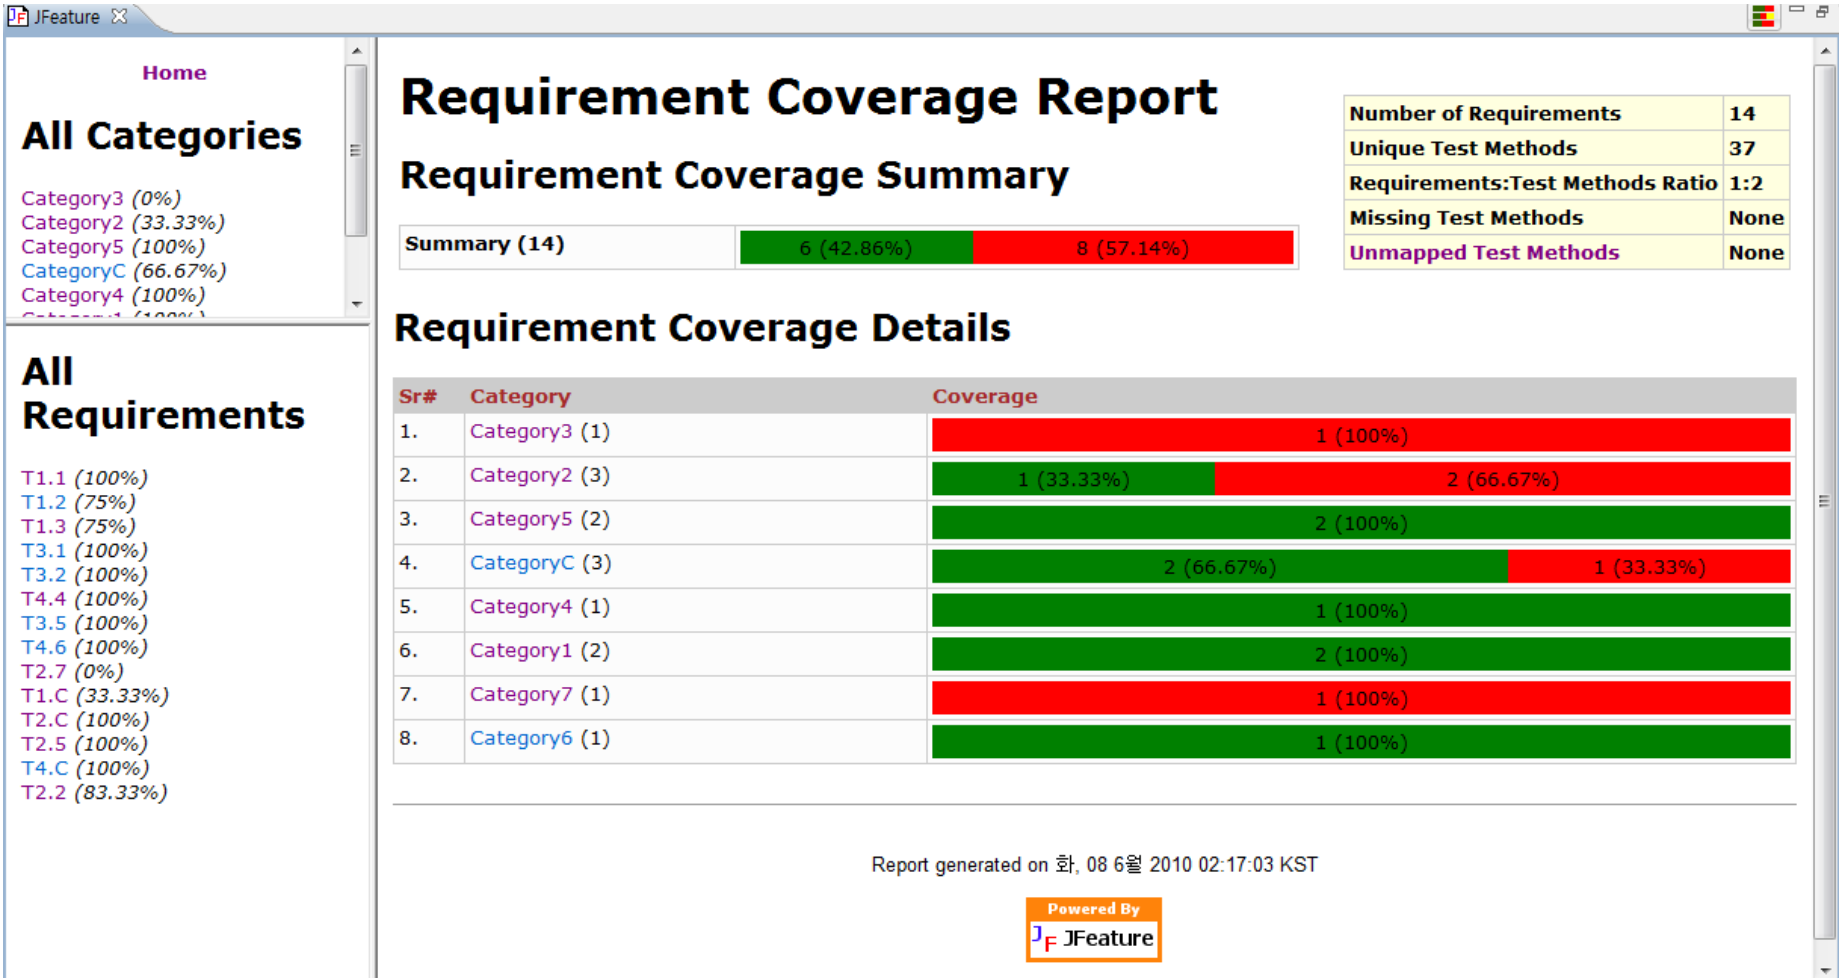 JFeature
Home
All Categories
Category3 (0%)
Category2 (33.33%)
Category5 (100%)
CategoryC (66.67%)
Category4 (100%)
Category1 (100%)
All
Requirements
T1.1 (100%)
T1.2 (75%)
T1.3 (75%)
T3.1 (100%)
T3.2 (100%)
T4.4 (100%)
T3.5 (100%)
T4.6 (100%)
T2.7 (0%)
T1.C (33.33%)
T2.C (100%)
T2.5 (100%)
T4.C (100%)
T2.2 (83.33%)
Requirement Coverage Report
Number of Requirements 14
Unique Test Methods 37
Requirements:Test Methods Ratio 1:2
Missing Test Methods None
Unmapped Test Methods None
Requirement Coverage Summary
Summary (14) 6 (42.86%) 8 (57.14%)
Requirement Coverage Details
Sr# Category Coverage
1. Category3 (1) 1 (100%)
2. Category2 (3) 1 (33.33%) 2 (66.67%)
3. Category5 (2) 2 (100%)
4. CategoryC (3) 2 (66.67%) 1 (33.33%)
5. Category4 (1) 1 (100%)
6. Category1 (2) 2 (100%)
7. Category7 (1) 1 (100%)
8. Category6 (1) 1 (100%)
Report generated on 화, 08 6월 2010 02:17:03 KST
Powered By
JF JFeature